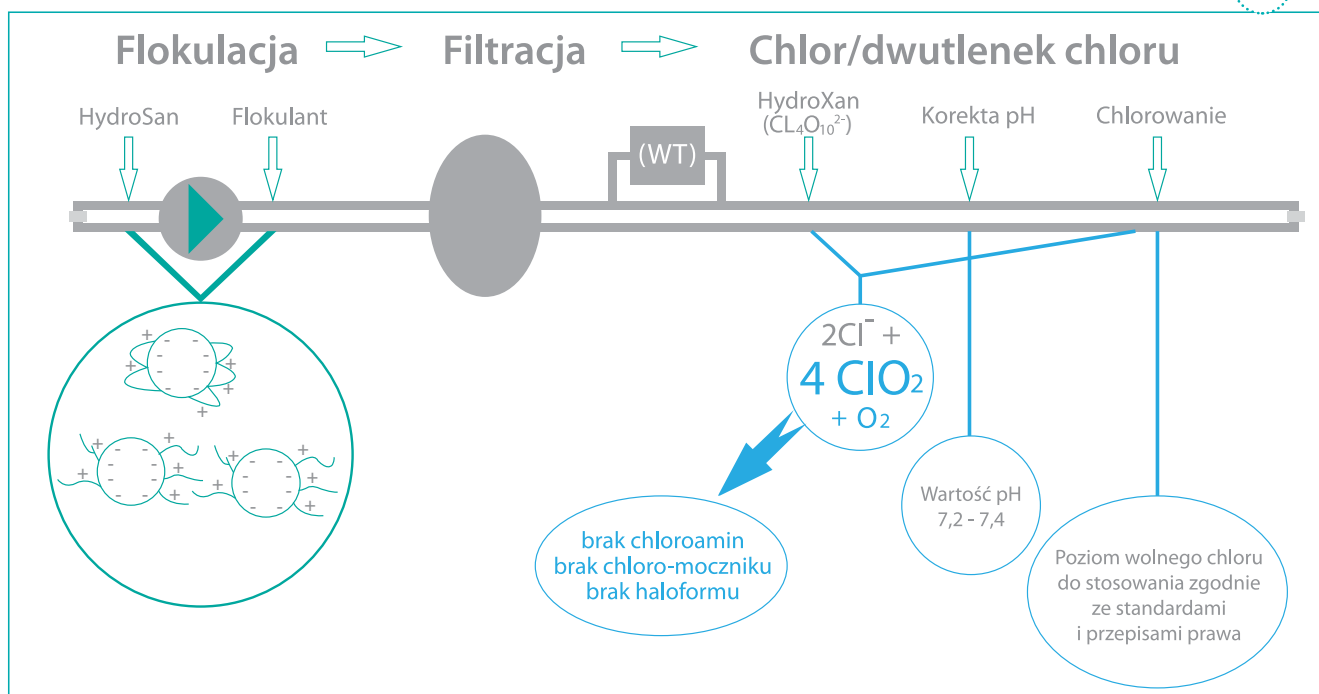 Flokulacja
Filtracja
Chlor/dwutlenek chloru
HydroSan
Flokulant
HydroXan
(CL₄O₁₀²⁻)
Korekta pH
Chlorowanie
(WT)
2Cl⁻ +
4 ClO₂
+ O₂
brak chloroamin
brak chloro-moczniku
brak haloformu
Wartość pH
7,2 - 7,4
Poziom wolnego chloru
do stosowania zgodnie
ze standardami
i przepisami prawa